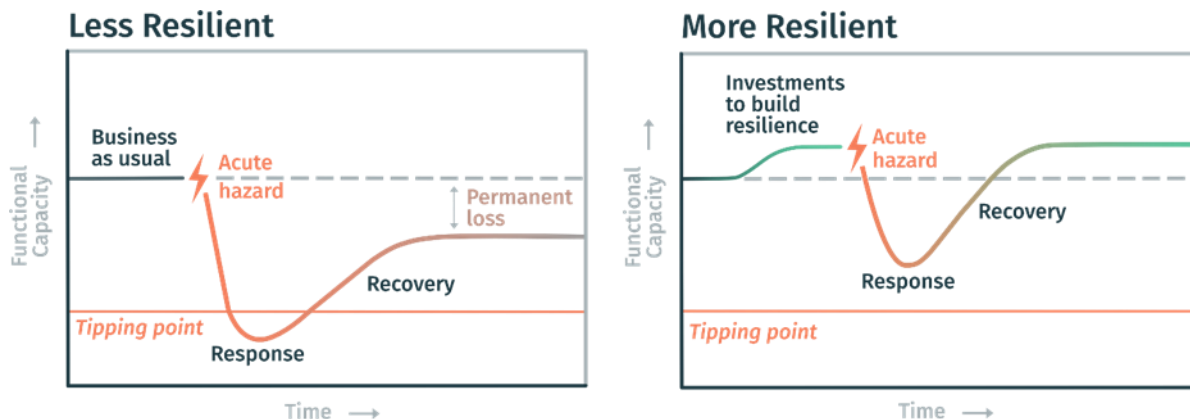 Less Resilient
Functional
Capacity
Business
as usual
Acute
hazard
Permanent
loss
Recovery
Tipping point
Response
Time
More Resilient
Functional
Capacity
Investments
to build
resilience
Acute
hazard
Recovery
Response
Tipping point
Time